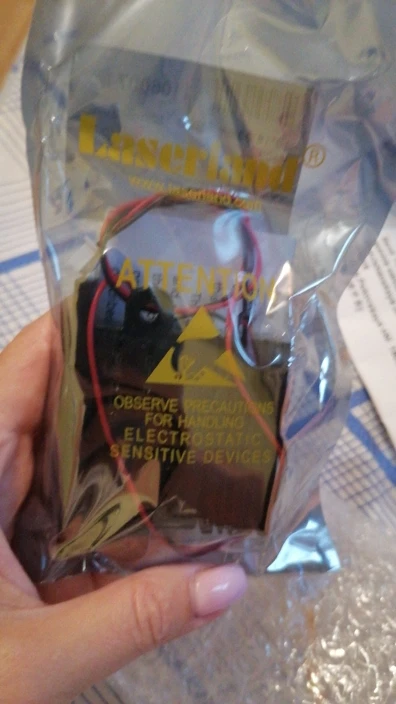 Laserland®
www.laserland.com
ATTENTION
OBSERVE PRECAUTIONS
FOR HANDLING
ELECTROSTATIC
SENSITIVE DEVICES